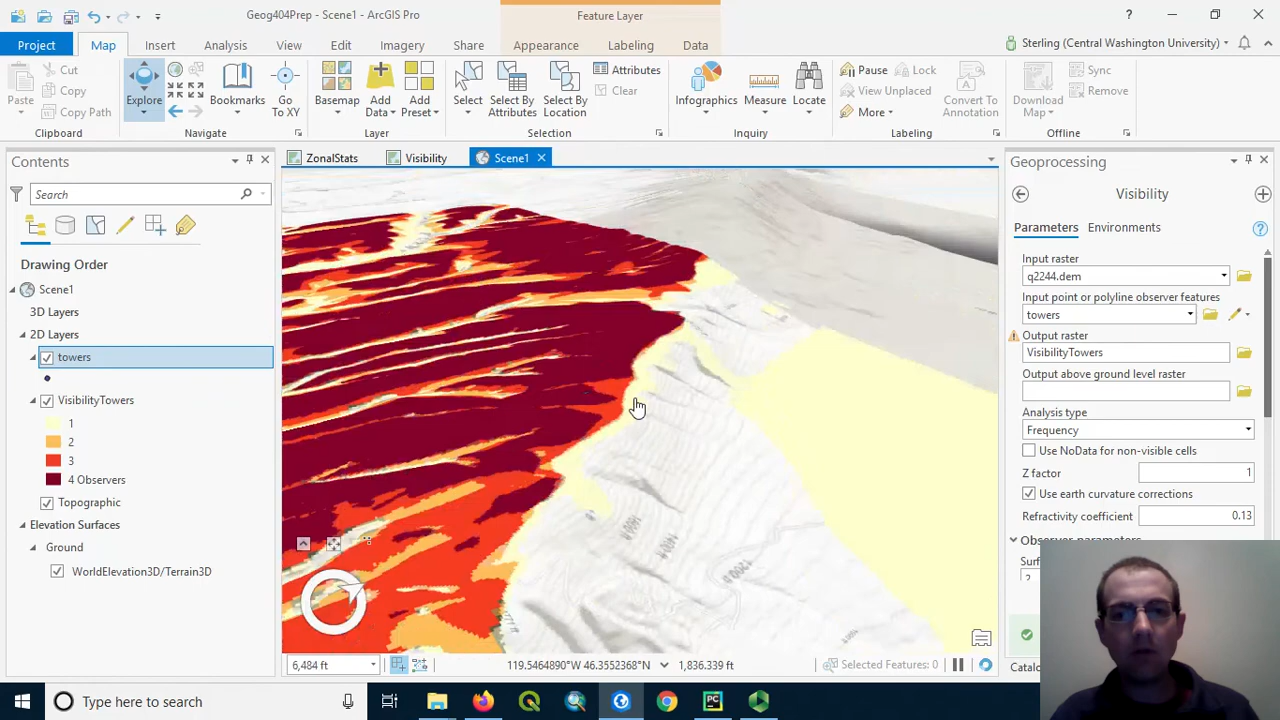 Geog404Prep - Scene1 - ArcGIS Pro
Feature Layer
?
Project
Map
Insert
Analysis
View
Edit
Imagery
Share
Appearance
Labeling
Data
Sterling (Central Washington University)
Paste
Cut
Copy
Copy Path
Clipboard
Explore
Bookmarks
Go To XY
Navigate
Basemap
Add Data
Add Preset
Layer
Select
Select By Attributes
Select By Location
Attributes
Clear
Selection
Infographics
Measure
Locate
Inquiry
Pause
Lock
View Unplaced
More
Convert To Annotation
Labeling
Download Map
Sync
Remove
Offline
Contents
Search
Drawing Order
Scene1
3D Layers
2D Layers
towers
VisibilityTowers
1
2
3
4 Observers
Topographic
Elevation Surfaces
Ground
WorldElevation3D/Terrain3D
ZonalStats
Visibility
Scene1
6,484 ft
119.5464890°W 46.3552368°N
1,836.339 ft
Selected Features: 0
Geoprocessing
Visibility
Parameters
Environments
?
Input raster
q2244.dem
Input point or polyline observer features
towers
Output raster
VisibilityTowers
Output above ground level raster
Analysis type
Frequency
Use NoData for non-visible cells
Z factor
1
Use earth curvature corrections
Refractivity coefficient
0.13
Observer parameters
Catalo
Type here to search
PC